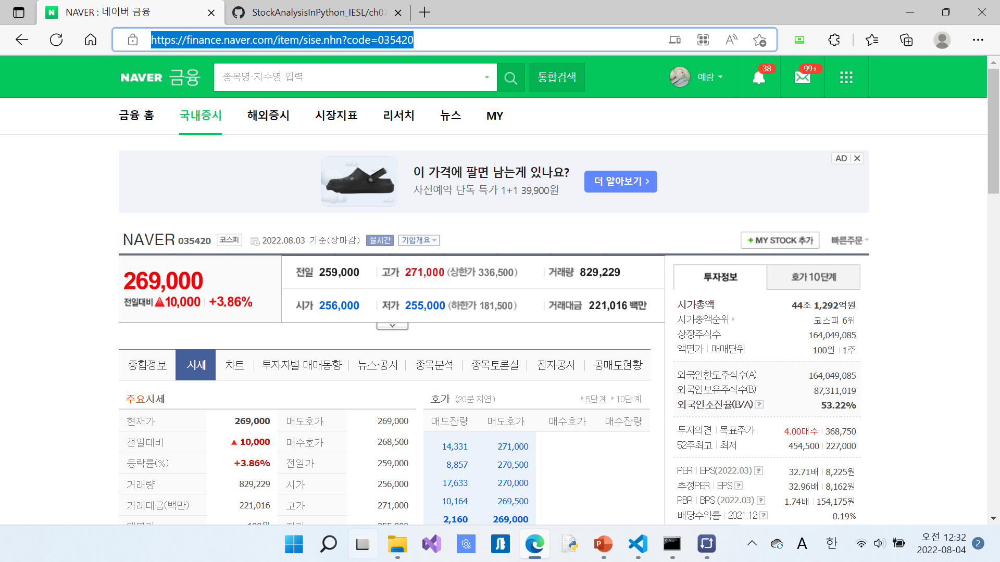 NAVER : 네이버 금융
StockAnalysisInPython_IESL/ch07
https://finance.naver.com/item/sise.nhn?code=035420
NAVER 금융
종목명·지수명 입력
통합검색
예람
38
99+
금융 홈 국내증시 해외증시 시장지표 리서치 뉴스 MY
이 가격에 팔면 남는게 있나요?
사전예약 단독 특가 1+1 39,900원
더 알아보기
AD
NAVER 035420 코스피 2022.08.03 기준(장마감) 실시간 기업개요
+ MY STOCK 추가 빠른주문
269,000
전일대비 10,000 +3.86%
전일 259,000 고가 271,000 (상한가 336,500) 거래량 829,229
시가 256,000 저가 255,000 (하한가 181,500) 거래대금 221,016 백만
종합정보 시세 차트 투자자별 매매동향 뉴스·공시 종목분석 종목토론실 전자공시 공매도현황
주요시세
현재가 269,000 매도호가 269,000
전일대비 ▲ 10,000 매수호가 268,500
등락률(%) +3.86% 전일가 259,000
거래량 829,229 시가 256,000
거래대금(백만) 221,016 고가 271,000
호가 (20분 지연) 5단계 10단계
매도잔량 매도호가 매수호가 매수잔량
14,331 271,000
8,857 270,500
17,633 270,000
10,164 269,500
2,160 269,000
투자정보 호가 10단계
시가총액 44조 1,292억원
시가총액순위 코스피 6위
상장주식수 164,049,085
액면가 매매단위 100원 1주
외국인한도주식수(A) 164,049,085
외국인보유주식수(B) 87,311,019
외국인소진율(B/A) ? 53.22%
투자의견 목표주가 4.00매수 368,750
52주최고 최저 454,500 227,000
PER EPS(2022.03) ? 32.71배 8,225원
추정PER EPS ? 32.96배 8,162원
PBR BPS (2022.03) ? 1.74배 154,175원
배당수익률 2021.12 ? 0.19%
A 한
오전 12:32
2022-08-04
2